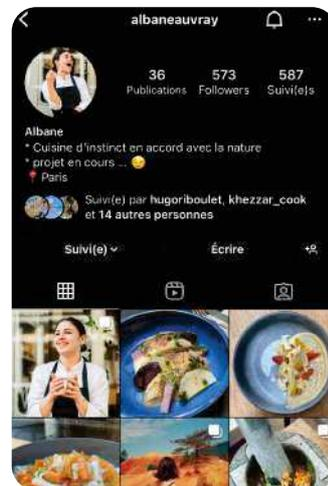 albaneauvray
36 573 587
Publications Followers Suivi(e)s
Albane
* Cuisine d'instinct en accord avec la nature
* projet en cours ... 😉
📍 Paris
Suivi(e) par hugoriboulet, khezzar_cook
et 14 autres personnes
Suivi(e) Écrire